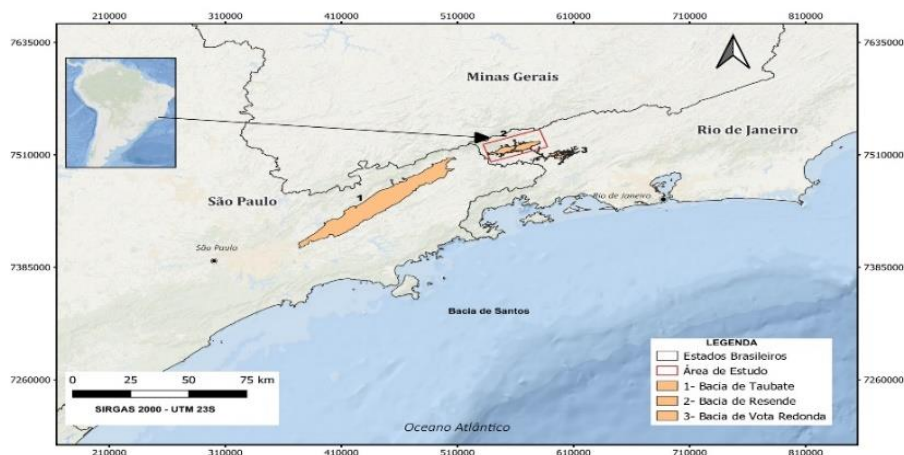 210000 310000 410000 510000 610000 710000 810000
7635000 7635000
Minas Gerais
Rio de Janeiro
2
7510000 3 7510000
1
São Paulo
Rio de Janeiro
São Paulo
7385000 7385000
Bacia de Santos
LEGENDA
Estados Brasileiros
Área de Estudo
1- Bacia de Taubate
2- Bacia de Resende
3- Bacia de Vota Redonda
7260000 7260000
0 25 50 75 km
SIRGAS 2000 - UTM 23S
Oceano Atlântico
210000 310000 410000 510000 610000 710000 810000